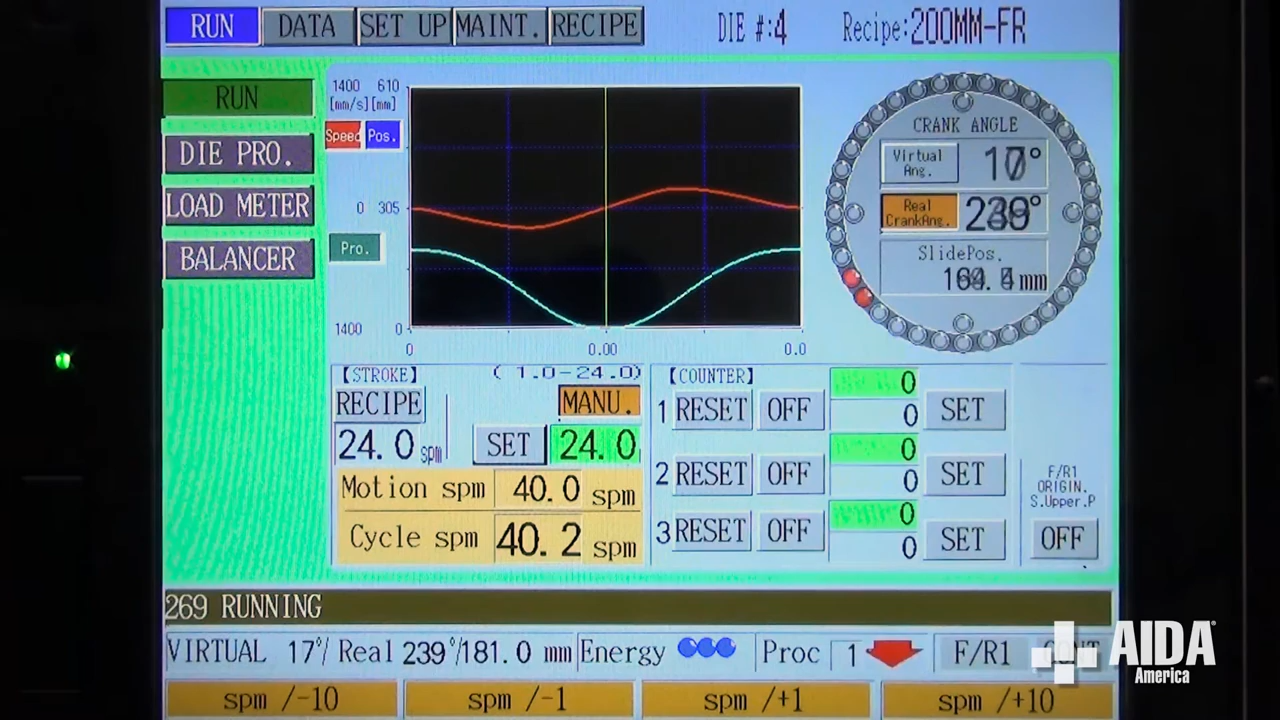 RUN DATA SET UP MAINT. RECIPE DIE #:4 Recipe:200MM-FR
RUN
DIE PRO.
LOAD METER
BALANCER
1400 610
[mm/s][mm]
Speed Pos.
0 305
Pro.
1400 0
0 0.00 0.0
CRANK ANGLE
Virtual Ang. 17°
Real CrankAng.
SlidePos.
mm
【STROKE】 ( 1.0-24.0)
RECIPE MANU.
24.0 spm SET 24.0
Motion spm 40.0 spm
Cycle spm 40.2 spm
【COUNTER】
1 RESET OFF 0 0 SET
2 RESET OFF 0 0 SET
3 RESET OFF 0 0 SET
F/R1
ORIGIN.
S.Upper.P
OFF
269 RUNNING
VIRTUAL 17°/ Real 239°/181.0 mm Energy Proc 1 F/R1
spm /-10 spm /-1 spm /+1 spm /+10
AIDA®
America